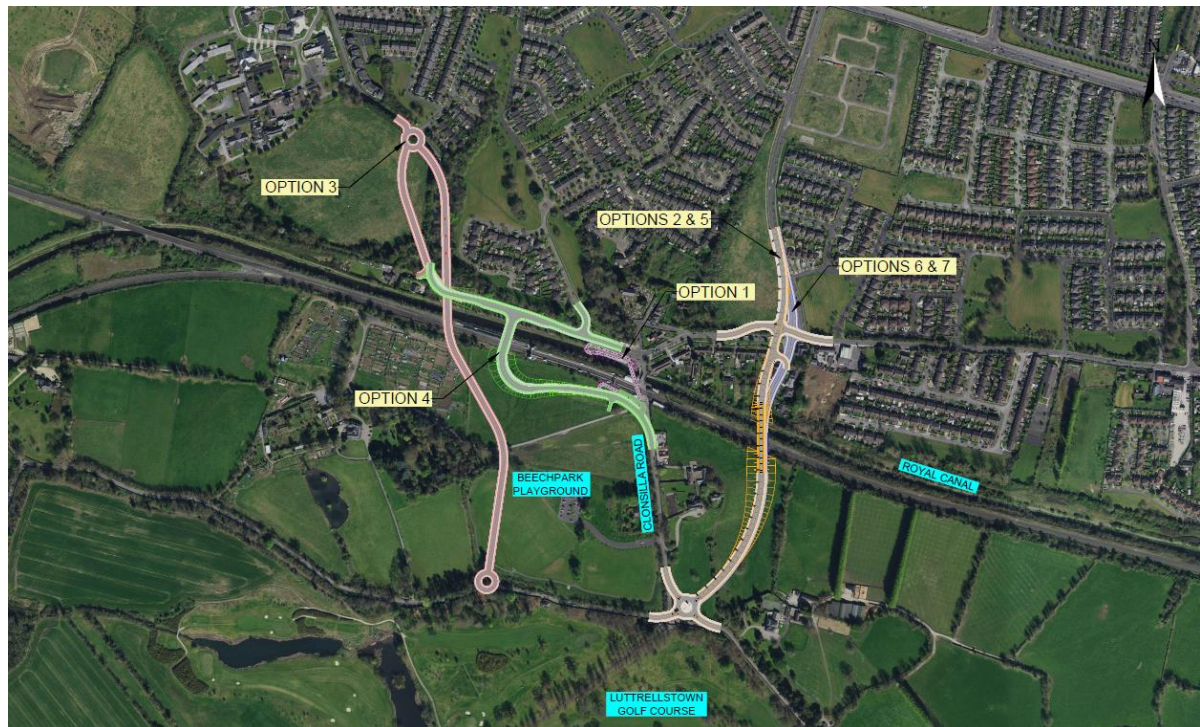 N
OPTION 3
OPTIONS 2 & 5
OPTIONS 6 & 7
OPTION 1
OPTION 4
BEECHPARK
PLAYGROUND
CLONSILLA ROAD
ROYAL CANAL
LUTTRELLSTOWN
GOLF COURSE